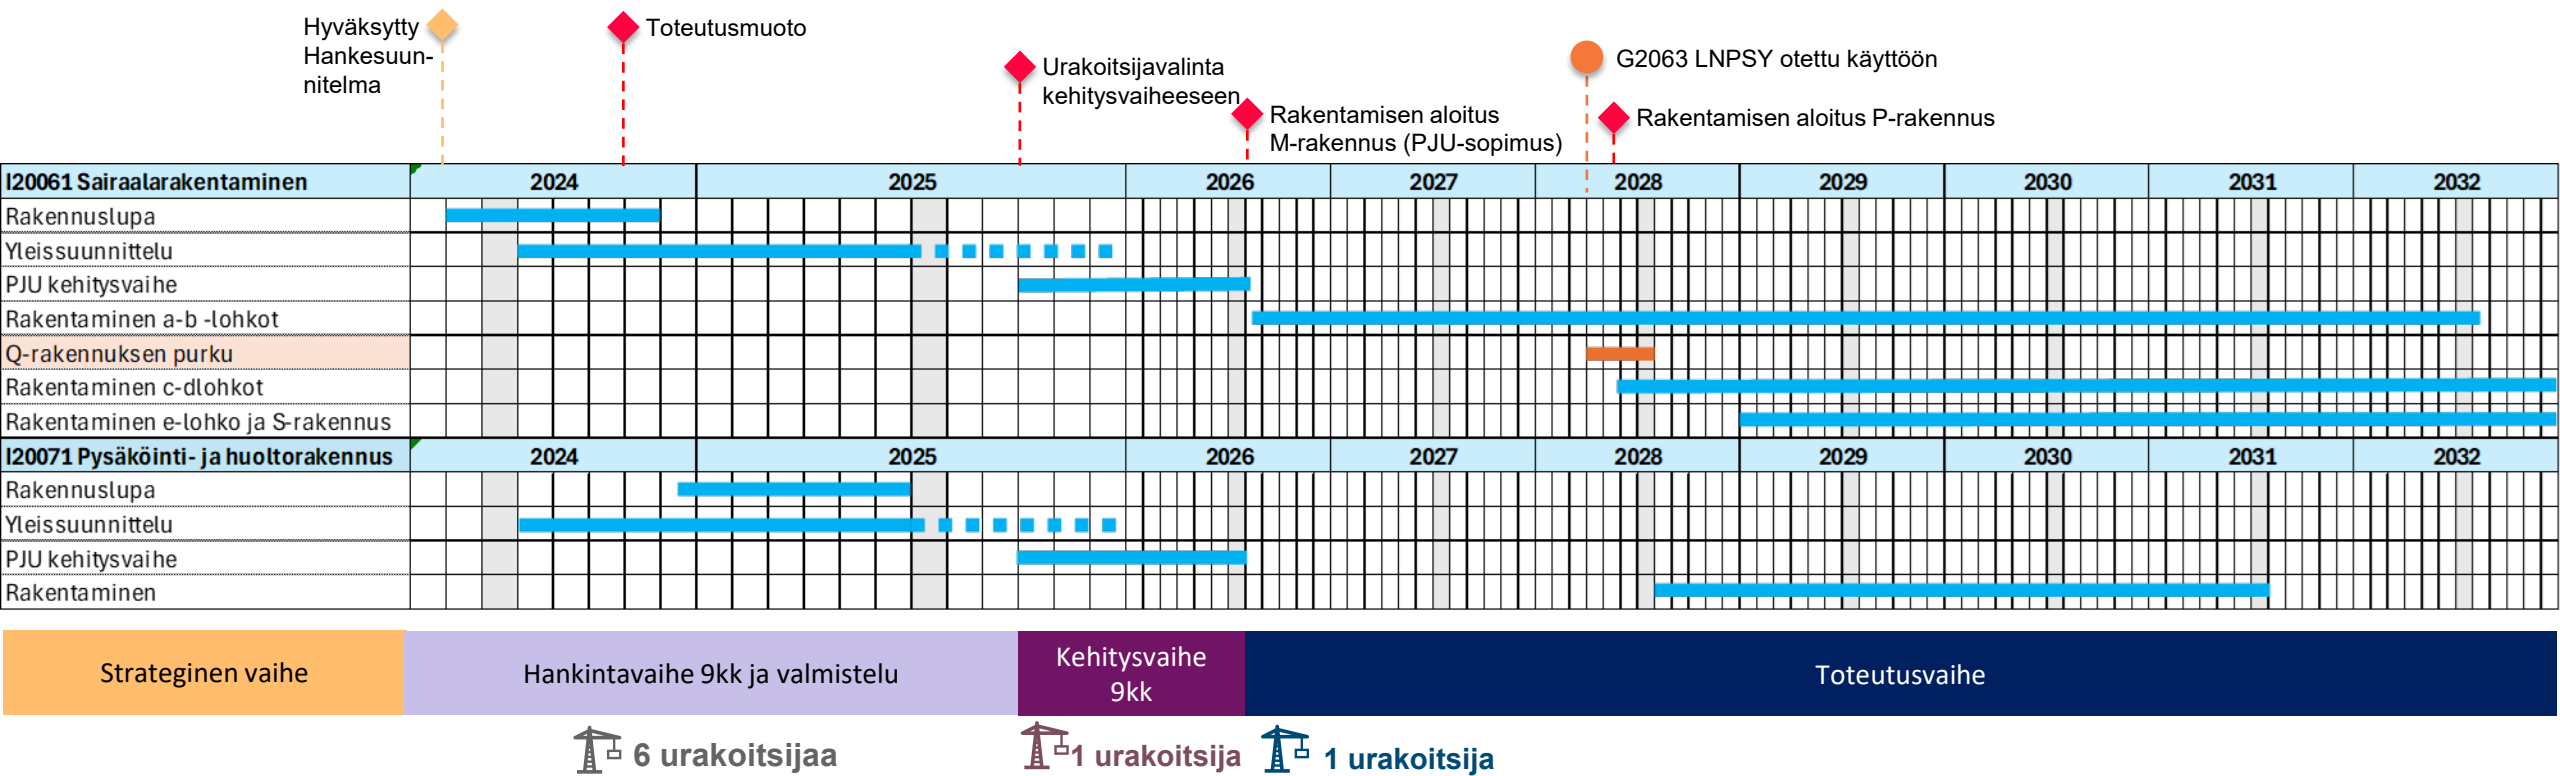 Hyväksytty
Hankesuun-
nitelma
Toteutusmuoto
Urakoitsijavalinta
kehitysvaiheeseen
Rakentamisen aloitus
M-rakennus (PJU-sopimus)
G2063 LNPSY otettu käyttöön
Rakentamisen aloitus P-rakennus
I20061 Sairaalarakentaminen 2024 2025 2026 2027 2028 2029 2030 2031 2032
Rakennuslupa
Yleissuunnittelu
PJU kehitysvaihe
Rakentaminen a-b -lohkot
Q-rakennuksen purku
Rakentaminen c-dlohkot
Rakentaminen e-lohko ja S-rakennus
I20071 Pysäköinti- ja huoltorakennus 2024 2025 2026 2027 2028 2029 2030 2031 2032
Rakennuslupa
Yleissuunnittelu
PJU kehitysvaihe
Rakentaminen
Strateginen vaihe
Hankintavaihe 9kk ja valmistelu
Kehitysvaihe
9kk
Toteutusvaihe
6 urakoitsijaa
1 urakoitsija
1 urakoitsija